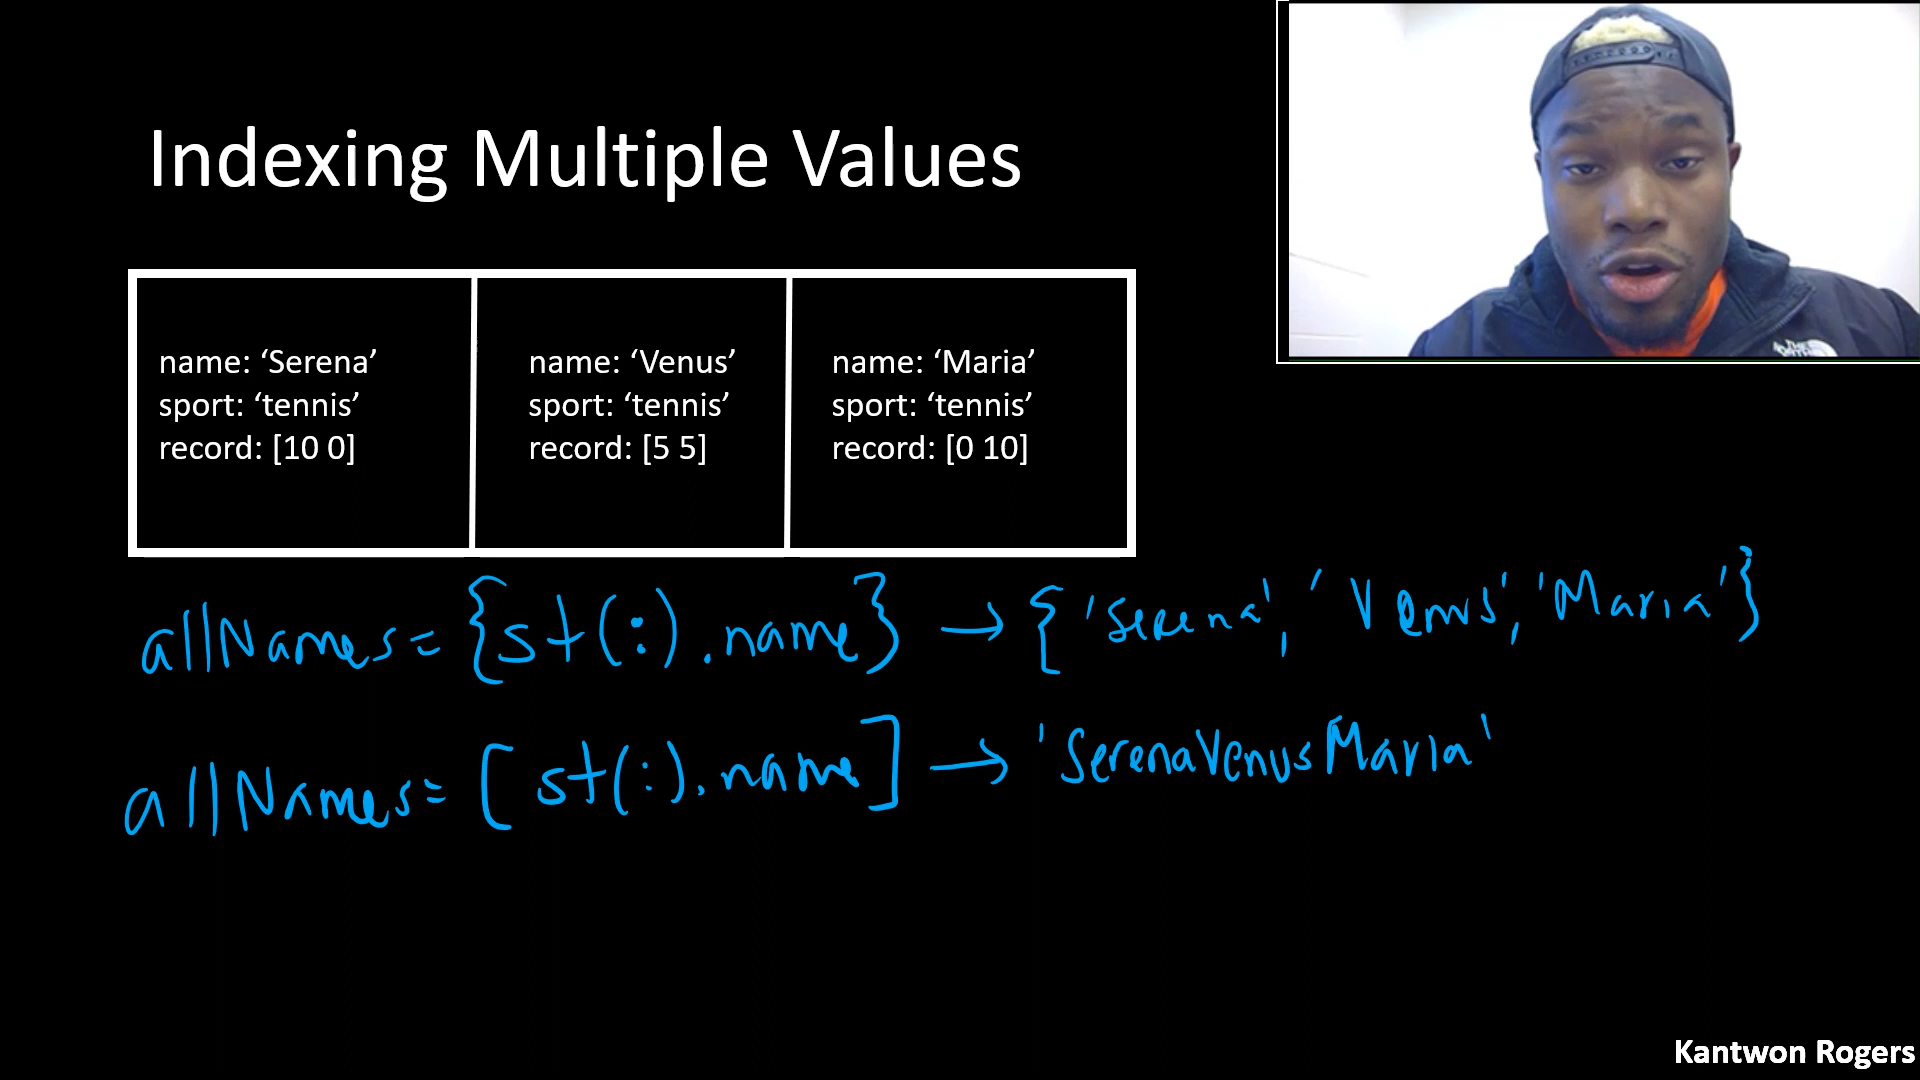 Indexing Multiple Values
name: ‘Serena’
sport: ‘tennis’
record: [10 0]
name: ‘Venus’
sport: ‘tennis’
record: [5 5]
name: ‘Maria’
sport: ‘tennis’
record: [0 10]
allNames= {st(:).name} → {'Serena', 'Venus', 'Maria'}
allNames= [st(:).name] → 'SerenaVenusMaria'
THE
Kantwon Rogers